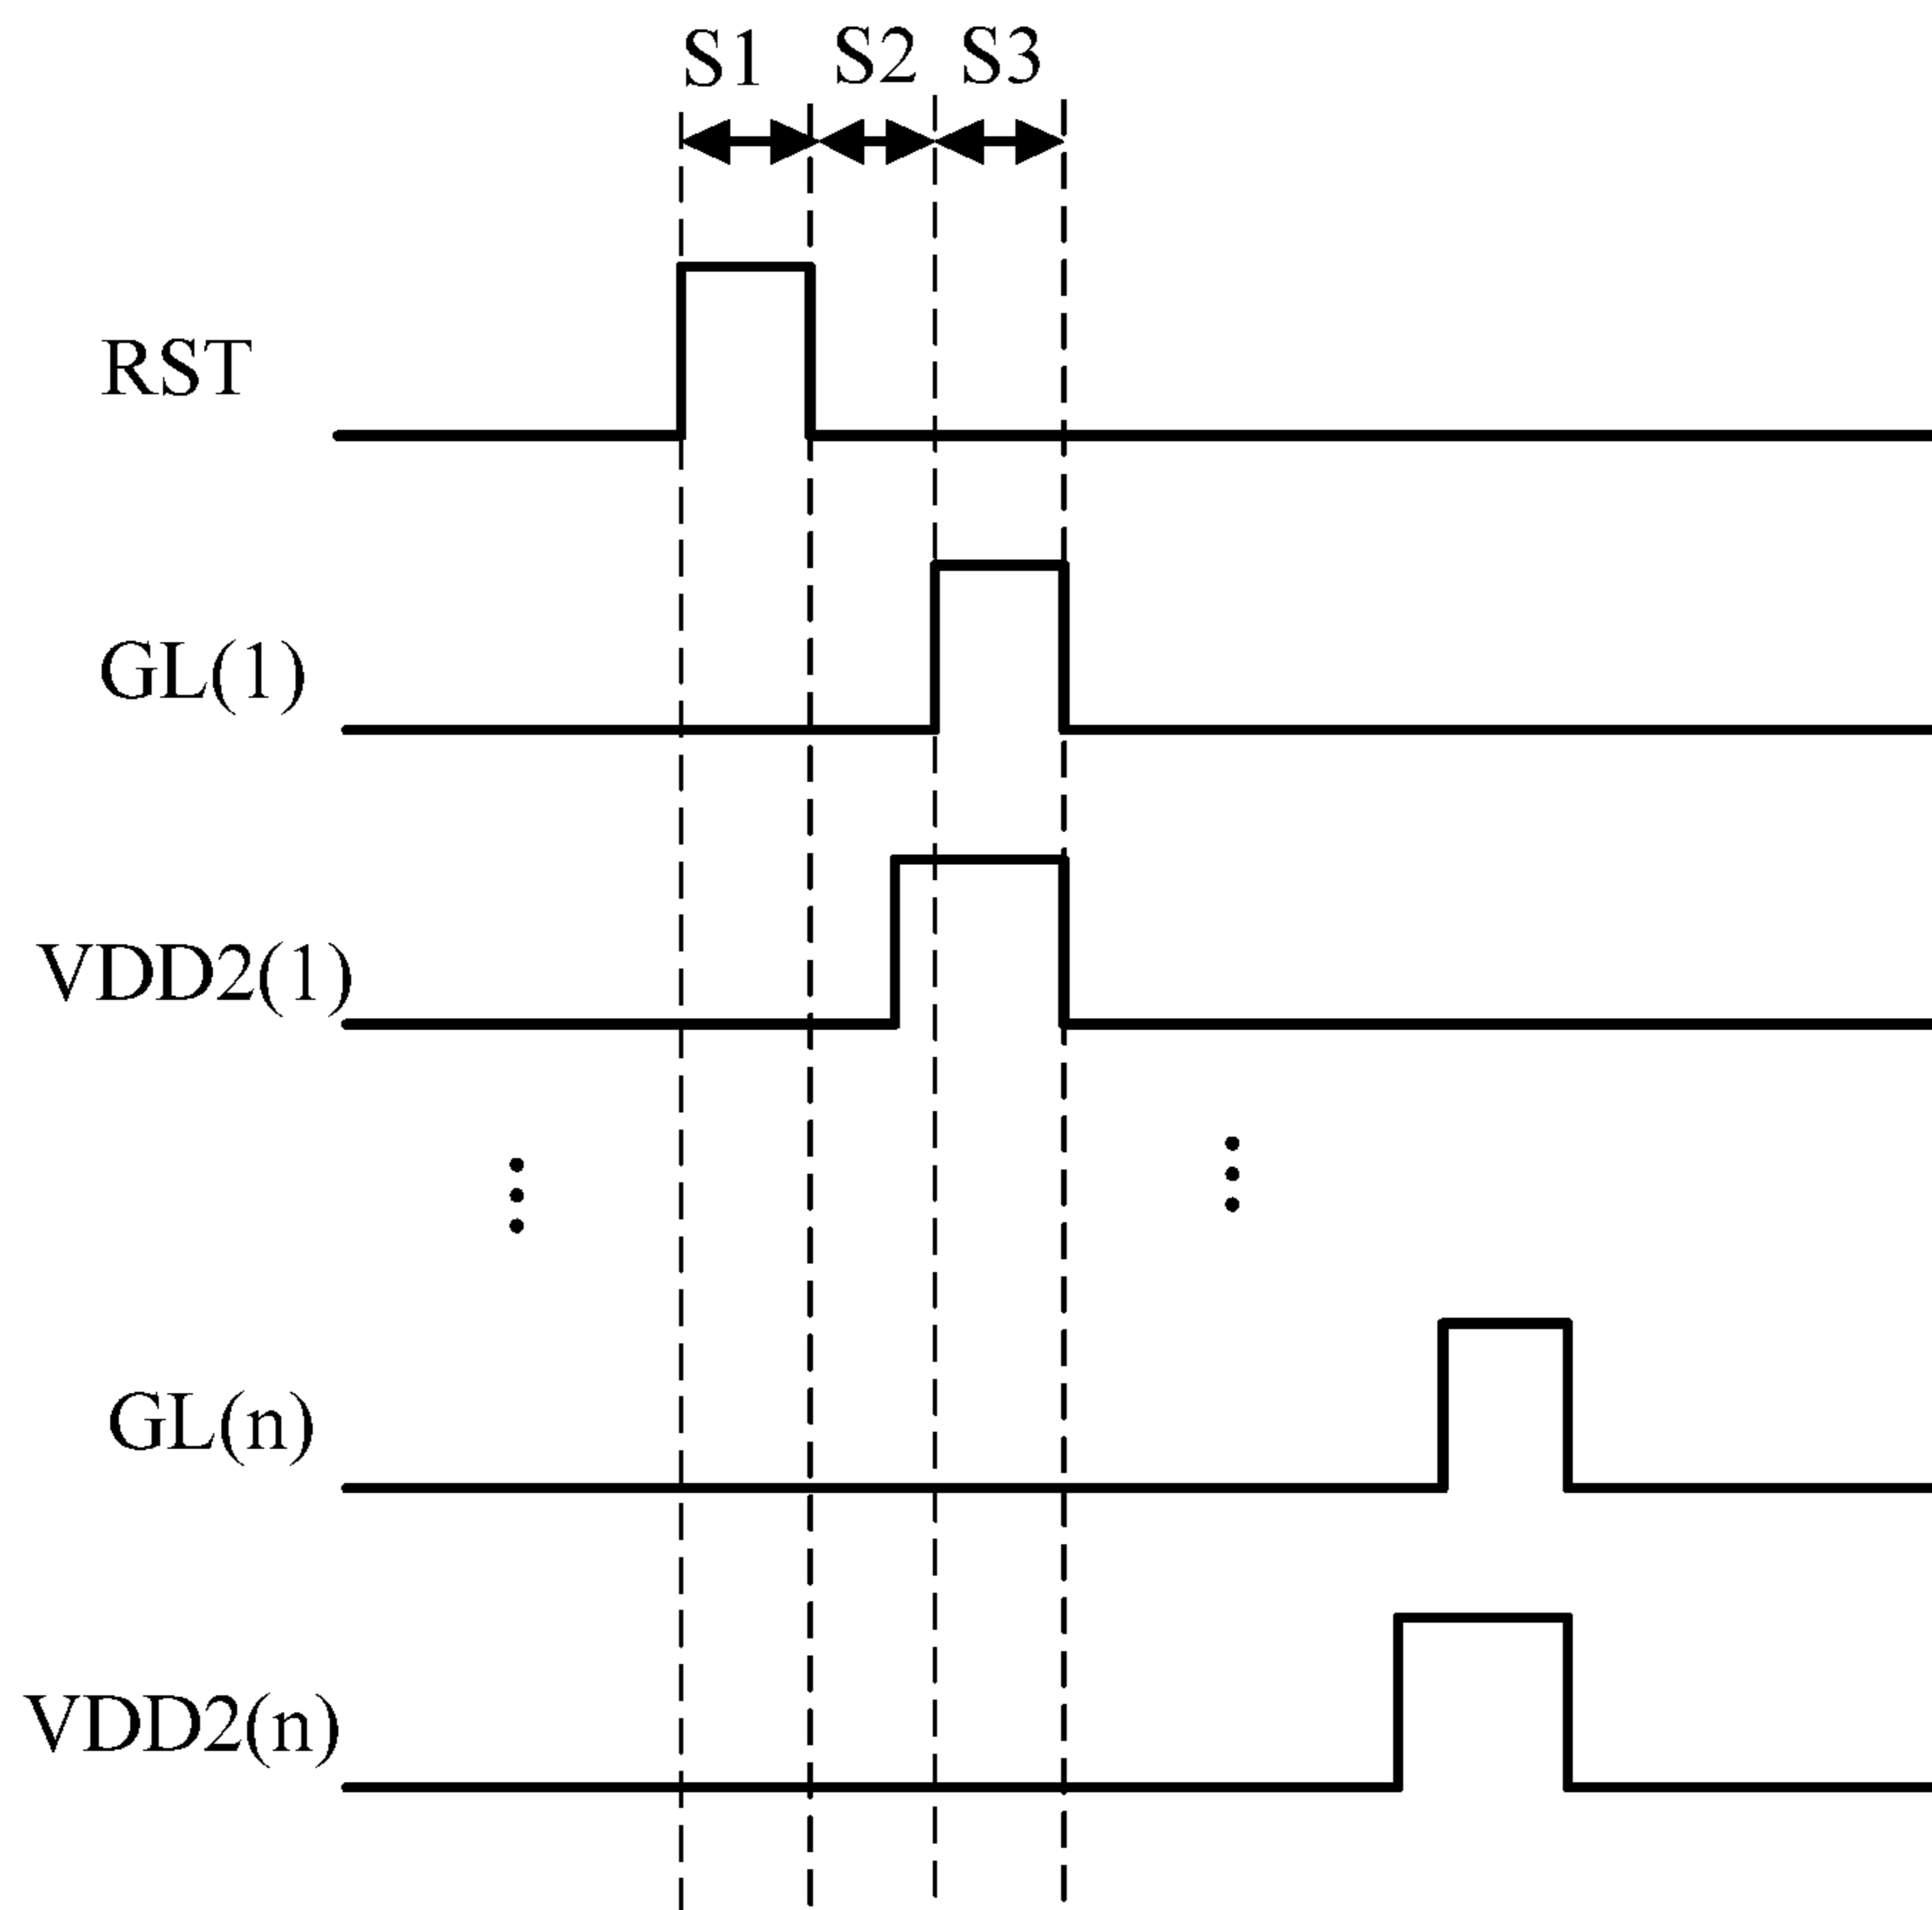 S1 S2 S3
RST
GL(1)
VDD2(1)
GL(n)
VDD2(n)